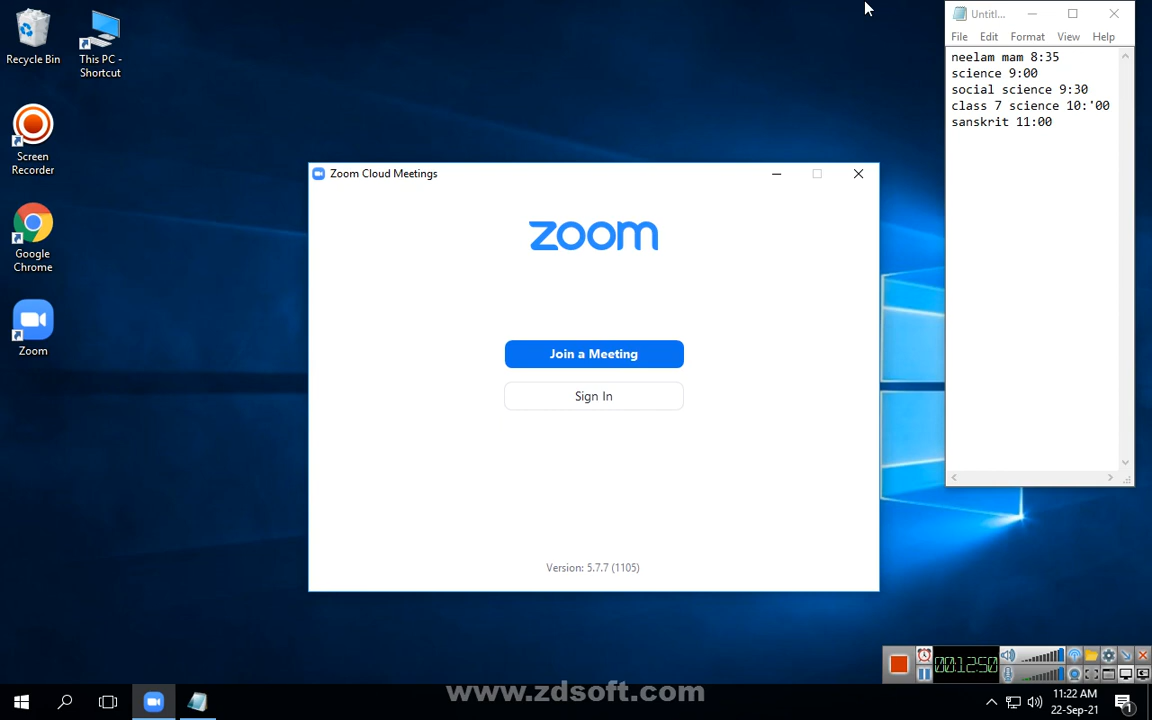 Recycle Bin
This PC -
Shortcut
Screen
Recorder
Google
Chrome
Zoom
Untitl...
File Edit Format View Help
neelam mam 8:35
science 9:00
social science 9:30
class 7 science 10:'00
sanskrit 11:00
Zoom Cloud Meetings
zoom
Join a Meeting
Sign In
Version: 5.7.7 (1105)
00:12:50
www.zdsoft.com
11:22 AM
22-Sep-21
1